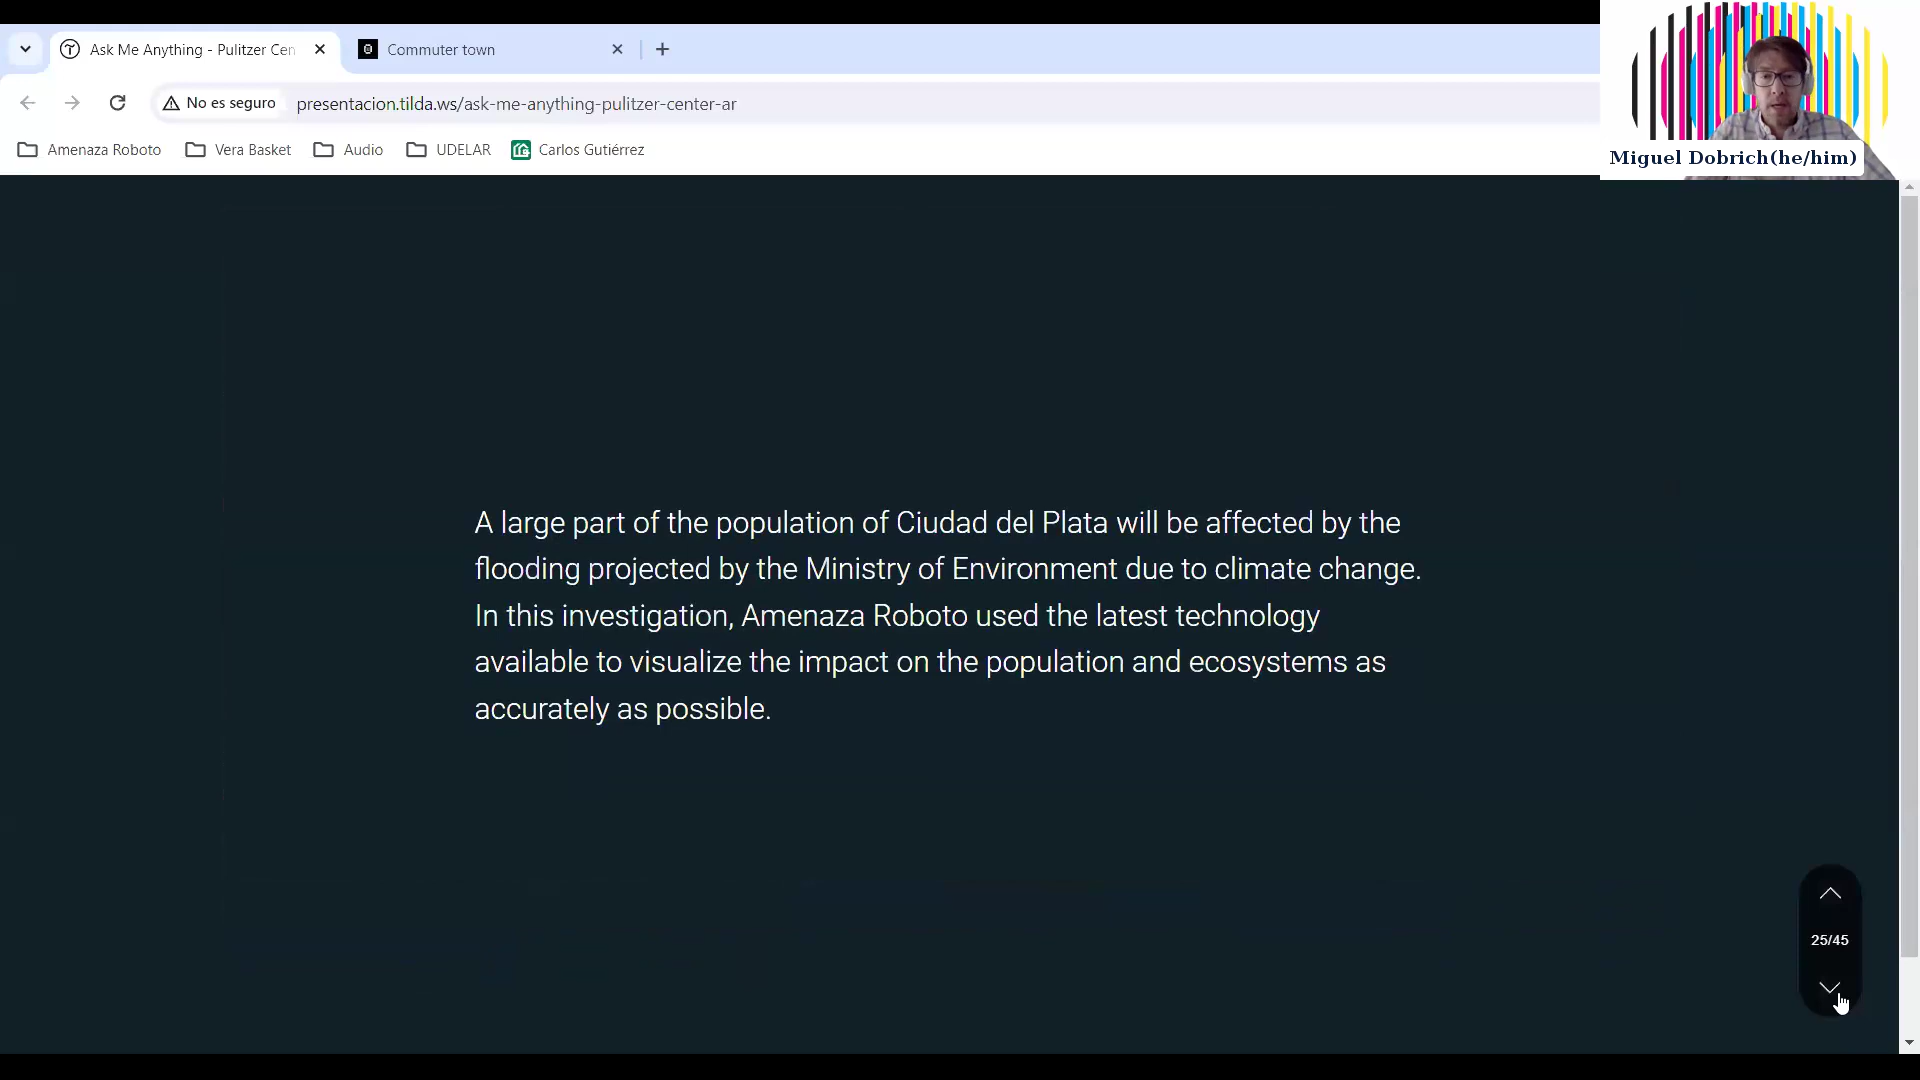 Ask Me Anything - Pulitzer Cen
Commuter town
No es seguro
presentacion.tilda.ws/ask-me-anything-pulitzer-center-ar
Amenaza Roboto
Vera Basket
Audio
UDELAR
Carlos Gutiérrez
Miguel Dobrich(he/him)
A large part of the population of Ciudad del Plata will be affected by the
flooding projected by the Ministry of Environment due to climate change.
In this investigation, Amenaza Roboto used the latest technology
available to visualize the impact on the population and ecosystems as
accurately as possible.
25/45